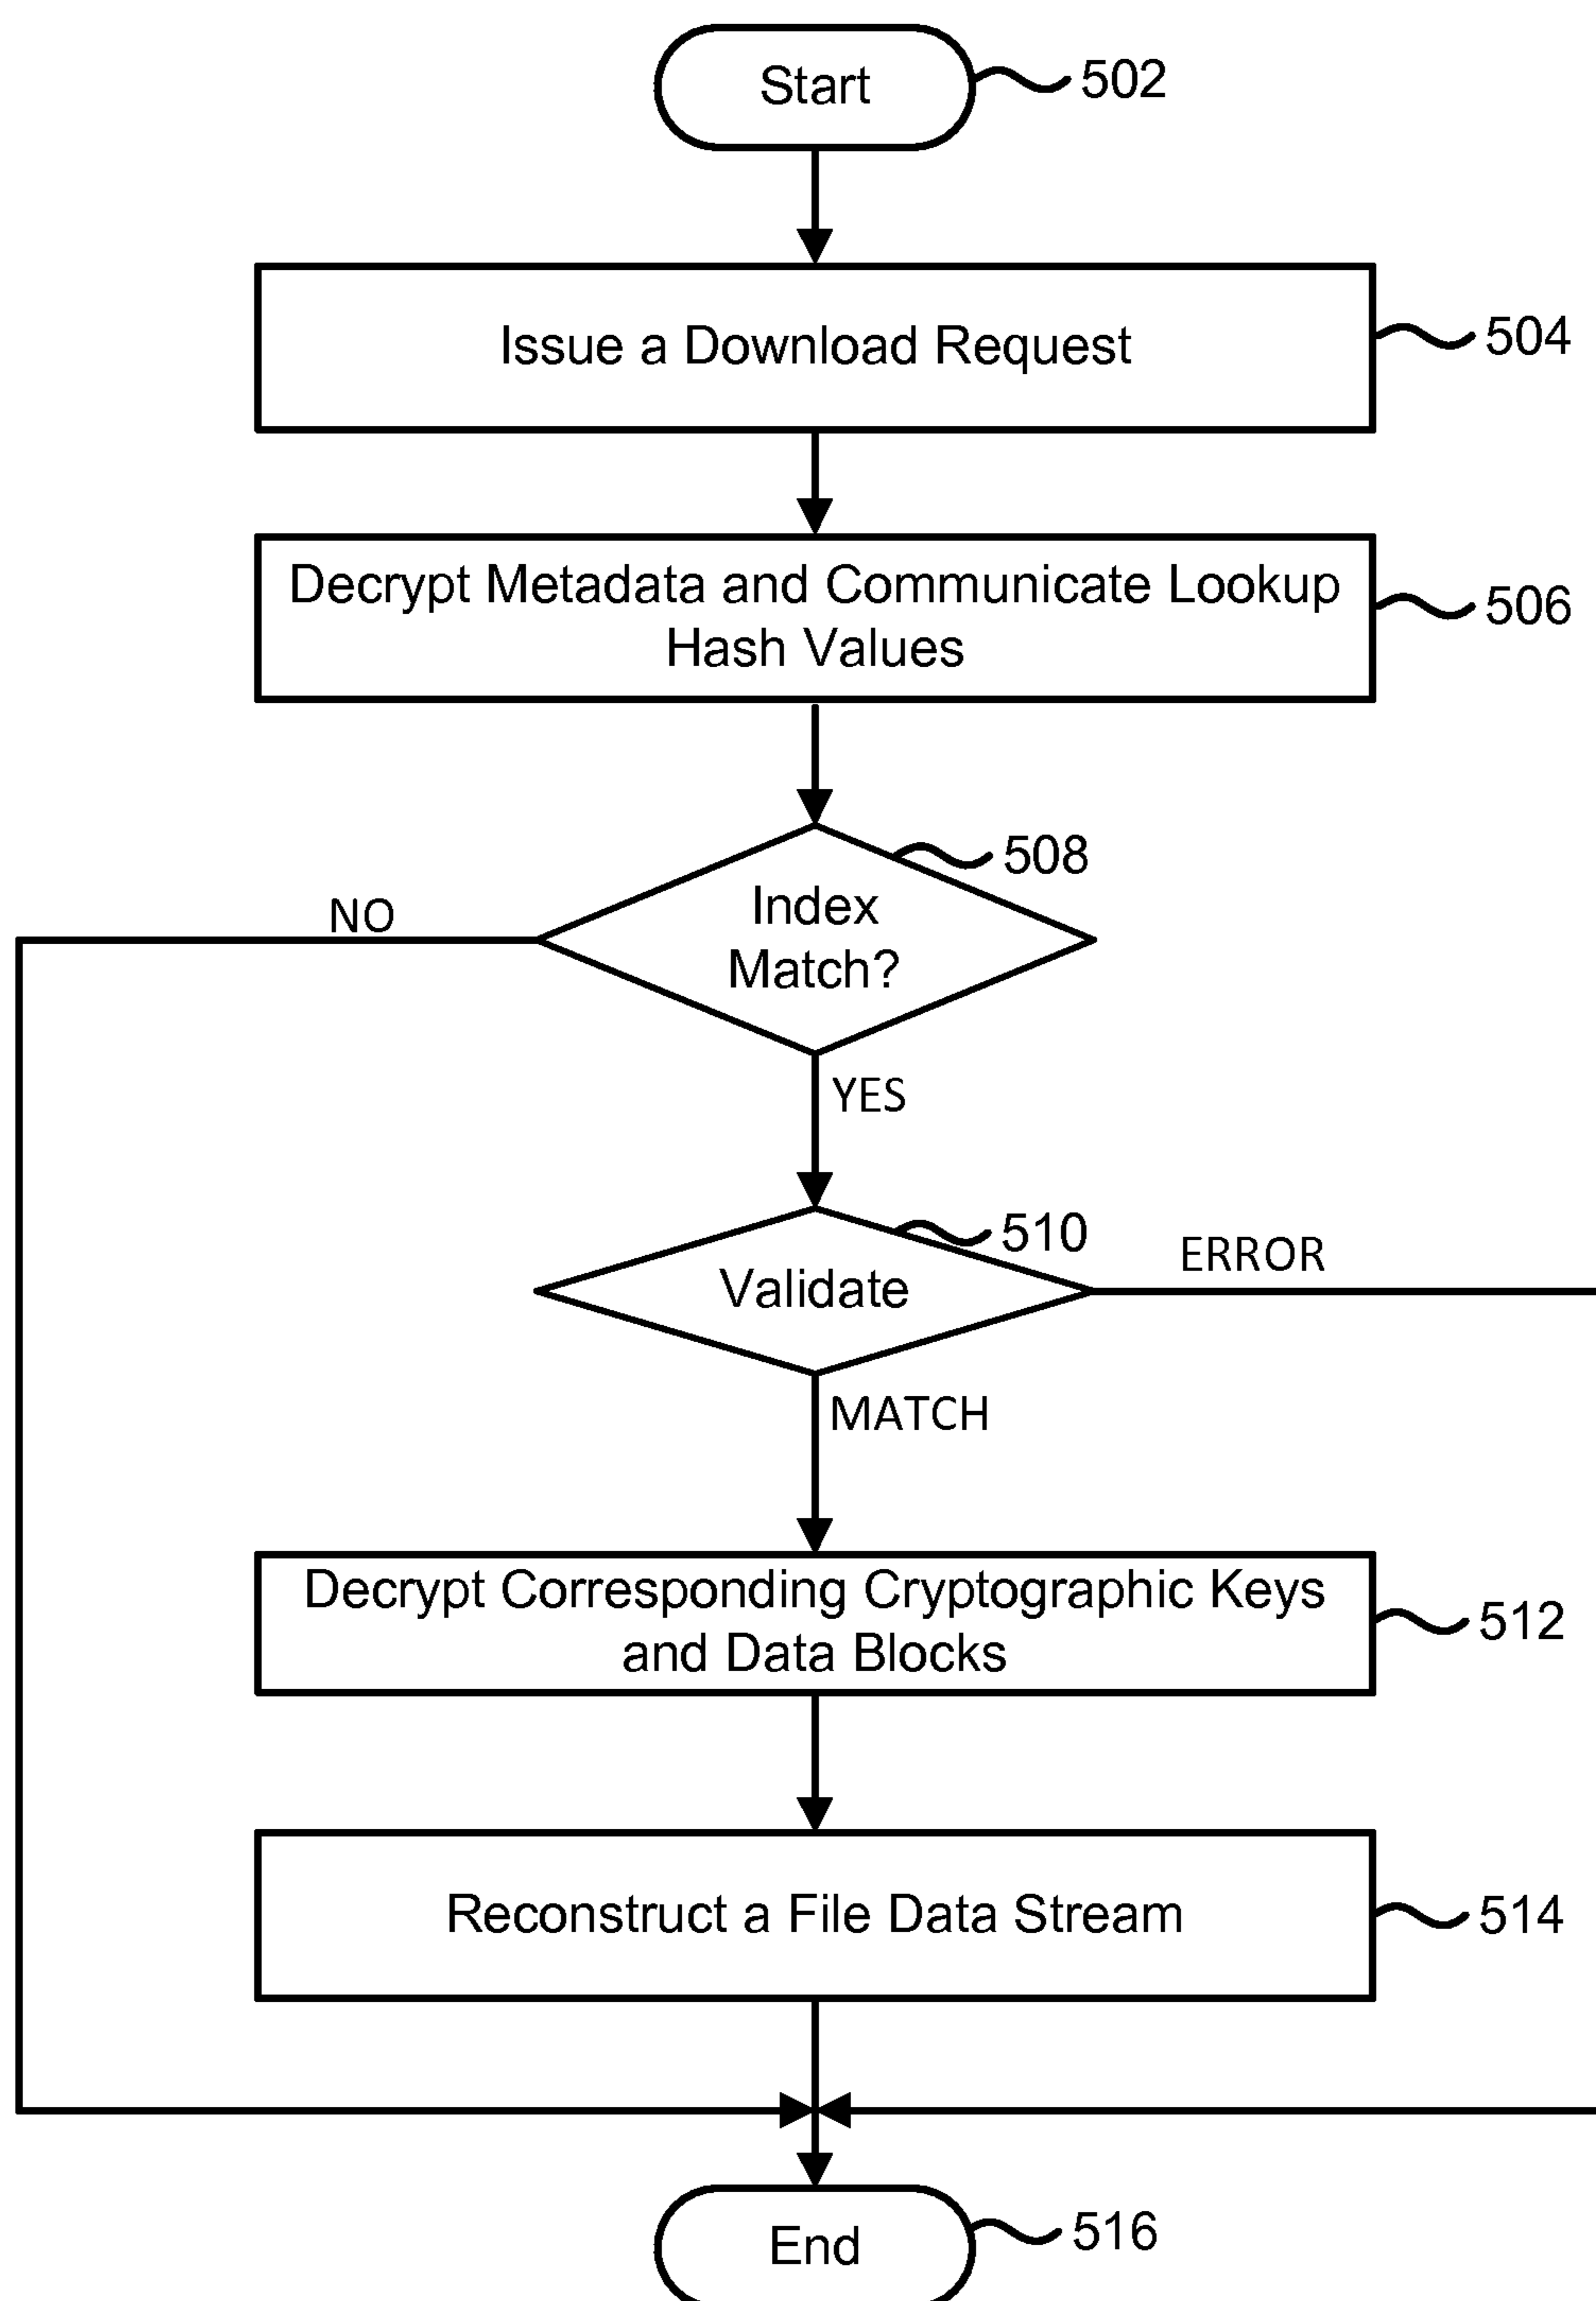 Start
502
Issue a Download Request
504
Decrypt Metadata and Communicate Lookup
Hash Values
506
508
Index
Match?
NO
YES
510
Validate
ERROR
MATCH
Decrypt Corresponding Cryptographic Keys
and Data Blocks
512
Reconstruct a File Data Stream
514
End
516